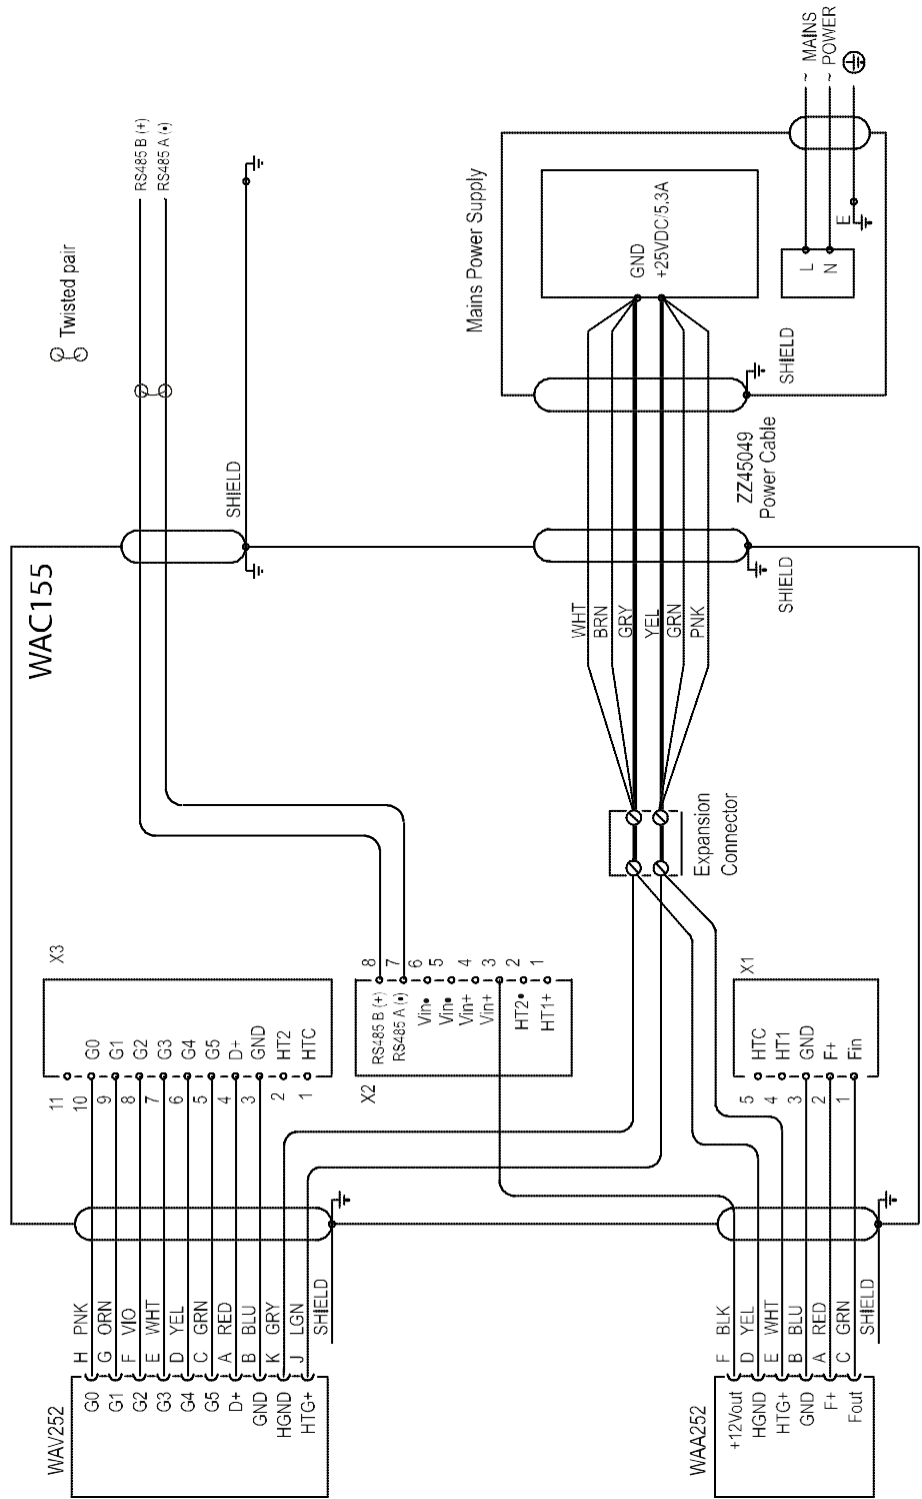 WAC155
WAV252
G0
G1
G2
G3
G4
G5
D+
GND
HGND
HTG+
H PNK
G ORN
F VIO
E WHT
D YEL
C GRN
A RED
B BLU
K GRY
J LGN
SHIELD
X3
11
10 G0
9 G1
8 G2
7 G3
6 G4
5 G5
4 D+
3 GND
2 HT2
1 HTC
X2
RS485 B (+) 8
RS485 A (•) 7
Vin• 6
Vin• 5
Vin+ 4
Vin+ 3
HT2• 2
HT1+ 1
SHIELD
Twisted pair
RS485 B (+)
RS485 A (•)
WAA252
+12Vout
HGND
HTG+
GND
F+
Fout
F BLK
D YEL
E WHT
B BLU
A RED
C GRN
SHIELD
X1
5 HTC
4 HT1
3 GND
2 F+
1 Fin
Expansion
Connector
WHT
BRN
GRY
YEL
GRN
PNK
SHIELD
ZZ45049
Power Cable
SHIELD
Mains Power Supply
GND
+25VDC/5,3A
L
N
E
~ MAINS
~ POWER